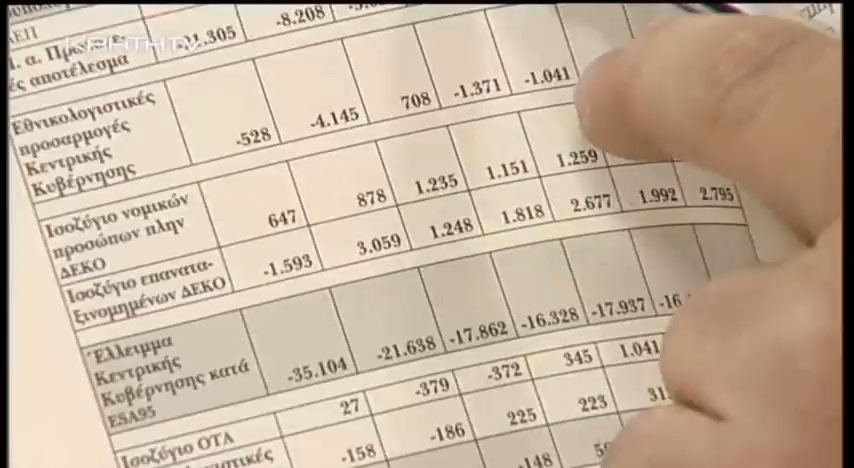 ΑΕΠ
-8.208
ΚΡΗΤΗ TV
-21.305
ές αποτέλεσμα
Εθνικολογιστικές
προσαρμογές
Κεντρικής
Κυβέρνησης
-528 -4.145 708 -1.371 -1.041
Ισοζύγιο νομικών
προσώπων πλην
ΔΕΚΟ
647 878 1.235 1.151 1.259
Ισοζύγιο επανατα-
ξινομημένων ΔΕΚΟ
-1.593 3.059 1.248 1.818 2.677 1.992 2.795
Έλλειμμα
Κεντρικής
Κυβέρνησης κατά
ESA95
-35.104 -21.638 -17.862 -16.328 -17.937 -16.
Ισοζύγιο ΟΤΑ
27 -379 -372 345 1.041
-158 -186 225 223
-148